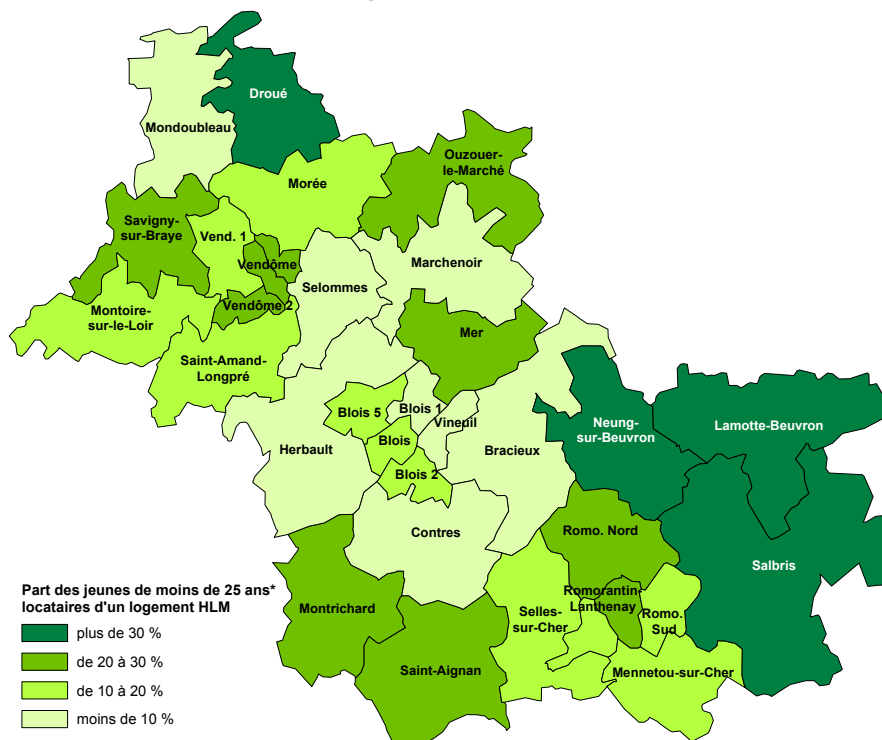 Droué
Mondoubleau
Ouzouer-
le-Marché
Morée
Savigny-
sur-Braye
Vend. 1
Vendôme
Marchenoir
Selommes
Vendôme 2
Montoire-
sur-le-Loir
Mer
Saint-Amand-
Longpré
Blois 5
Blois 1
Vineuil
Neung-
sur-Beuvron
Lamotte-Beuvron
Blois
Herbault
Bracieux
Blois 2
Contres
Romo. Nord
Salbris
Part des jeunes de moins de 25 ans*
locataires d'un logement HLM
plus de 30 %
de 20 à 30 %
de 10 à 20 %
moins de 10 %
Montrichard
Romorantin-
Lanthenay
Selles-
sur-Cher
Romo.
Sud
Saint-Aignan
Mennetou-sur-Cher